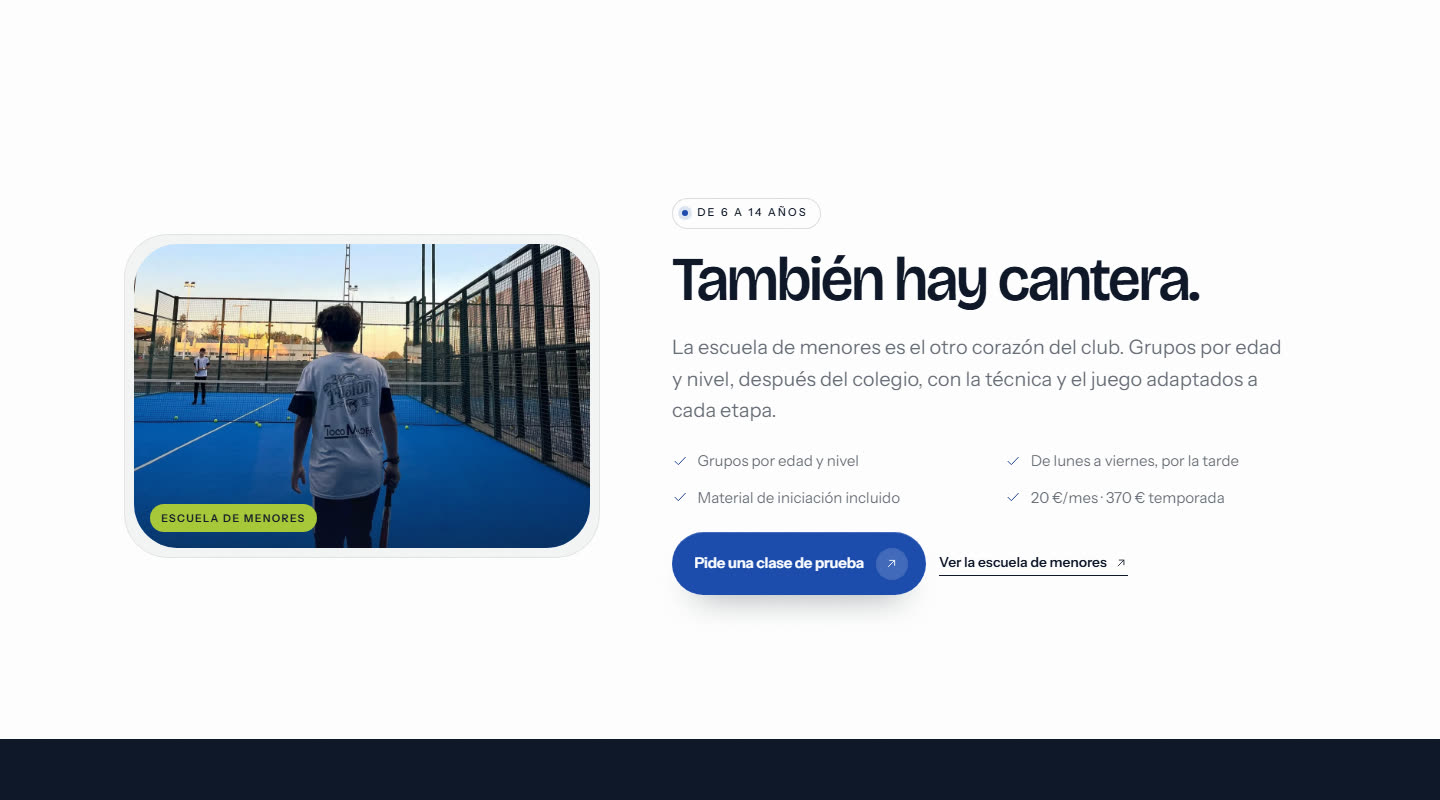 DE 6 A 14 AÑOS
También hay cantera.
La escuela de menores es el otro corazón del club. Grupos por edad
y nivel, después del colegio, con la técnica y el juego adaptados a
cada etapa.
Grupos por edad y nivel
De lunes a viernes, por la tarde
Material de iniciación incluido
20 €/mes · 370 € temporada
Pide una clase de prueba
Ver la escuela de menores
ESCUELA DE MENORES